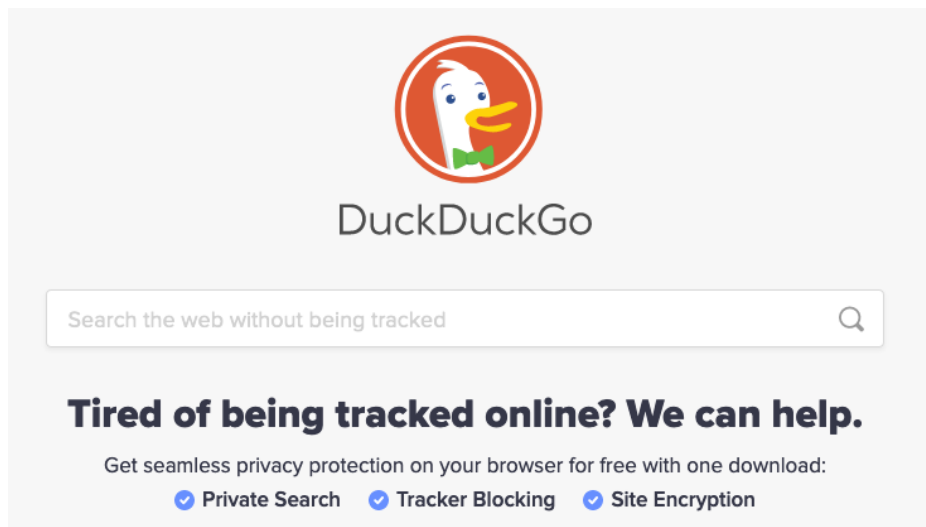 DuckDuckGo
Search the web without being tracked
Tired of being tracked online? We can help.
Get seamless privacy protection on your browser for free with one download:
Private Search Tracker Blocking Site Encryption